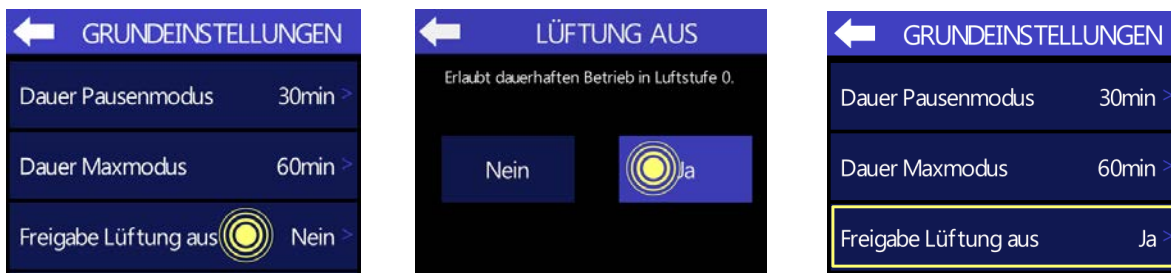 GRUNDEINSTELLUNGEN
Dauer Pausenmodus 30min >
Dauer Maxmodus 60min >
Freigabe Lüftung aus Nein >
LÜFTUNG AUS
Erlaubt dauerhaften Betrieb in Luftstufe 0.
Nein Ja
GRUNDEINSTELLUNGEN
Dauer Pausenmodus 30min >
Dauer Maxmodus 60min >
Freigabe Lüftung aus Ja >